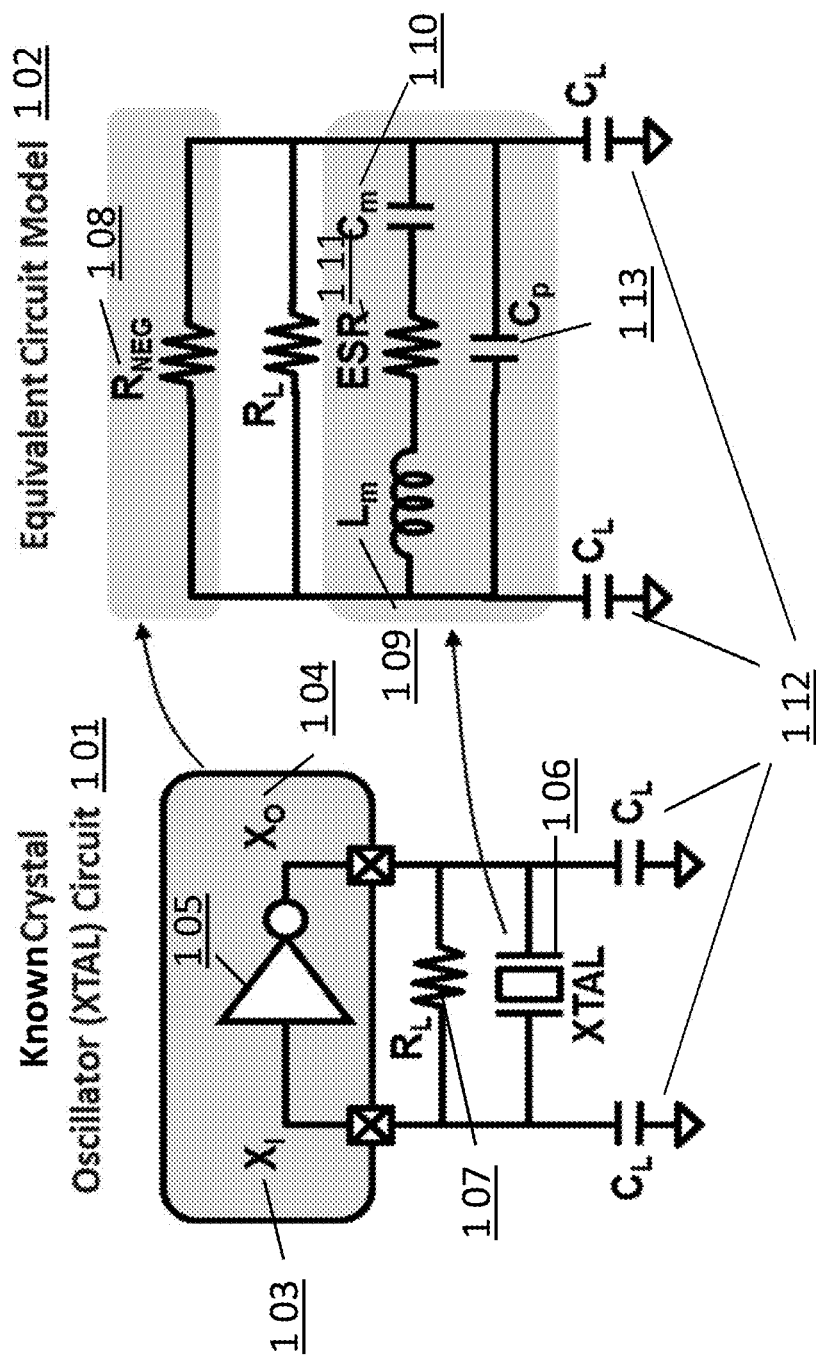 Known Crystal
Oscillator (XTAL) Circuit 101
103
X_I
105
X_O
104
R_L
107
XTAL
106
C_L
C_L
112
Equivalent Circuit Model 102
108
R_NEG
R_L
111
L_m
ESR
C_m
110
109
C_p
113
C_L
C_L